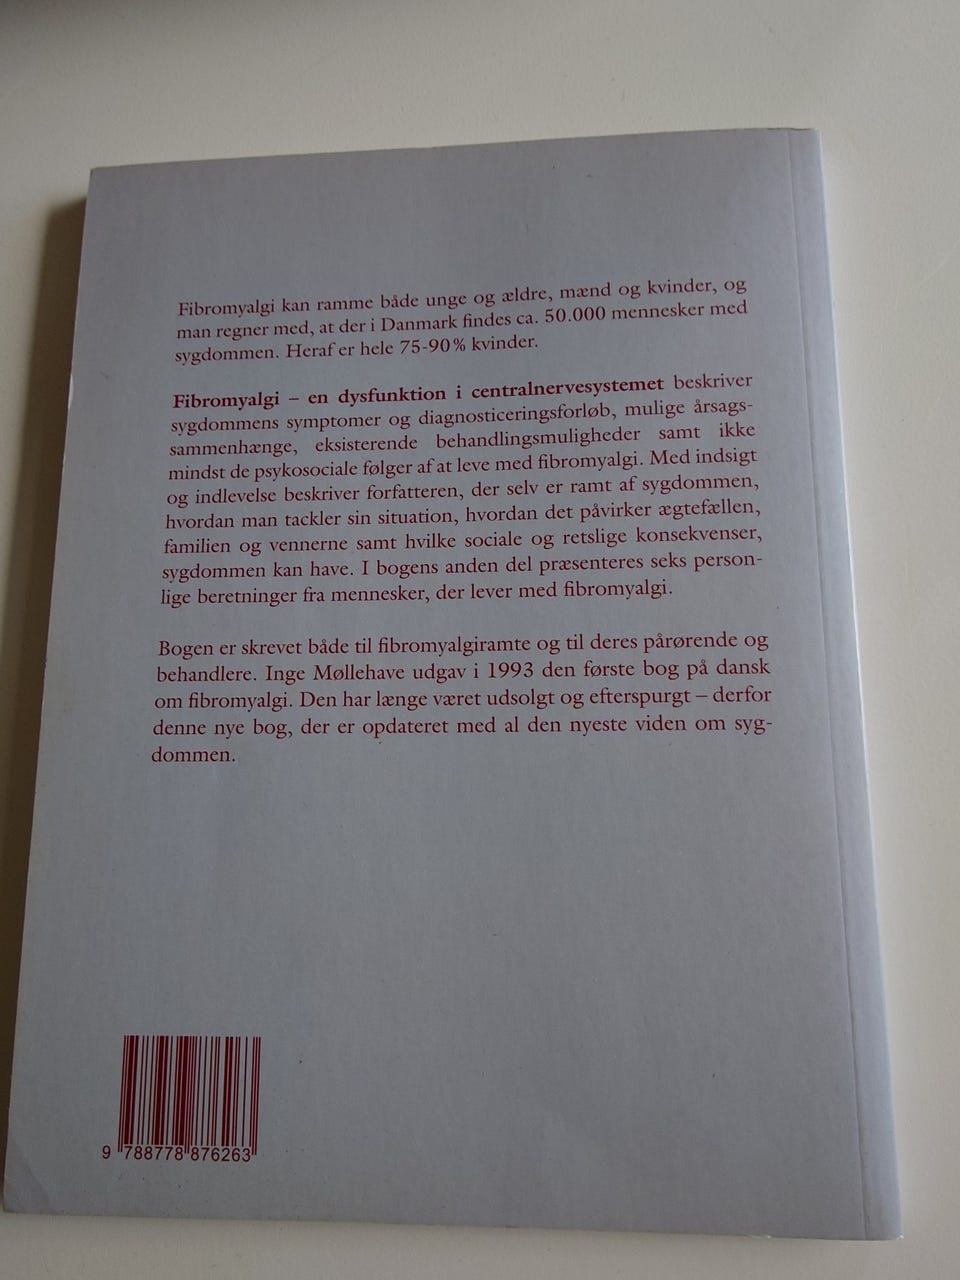 Fibromyalgi kan ramme både unge og ældre, mænd og kvinder, og
man regner med, at der i Danmark findes ca. 50.000 mennesker med
sygdommen. Heraf er hele 75-90% kvinder.
Fibromyalgi – en dysfunktion i centralnervesystemet beskriver
sygdommens symptomer og diagnosticeringsforløb, mulige årsags-
sammenhænge, eksisterende behandlingsmuligheder samt ikke
mindst de psykosociale følger af at leve med fibromyalgi. Med indsigt
og indlevelse beskriver forfatteren, der selv er ramt af sygdommen,
hvordan man tackler sin situation, hvordan det påvirker ægtefællen,
familien og vennerne samt hvilke sociale og retslige konsekvenser,
sygdommen kan have. I bogens anden del præsenteres seks person-
lige beretninger fra mennesker, der lever med fibromyalgi.
Bogen er skrevet både til fibromyalgiramte og til deres pårørende og
behandlere. Inge Møllehave udgav i 1993 den første bog på dansk
om fibromyalgi. Den har længe været udsolgt og efterspurgt – derfor
denne nye bog, der er opdateret med al den nyeste viden om syg-
dommen.
9 788778 876263